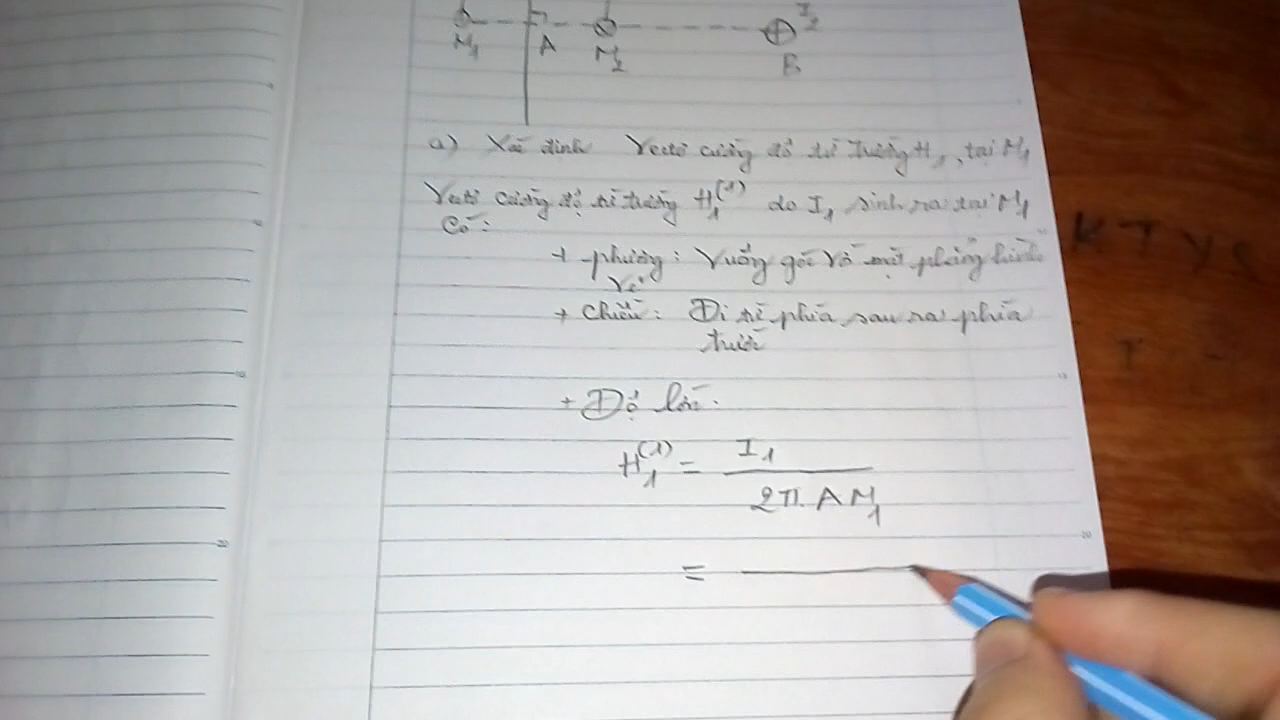 I2
M1 A M2 B
a) Xác định Vectơ cường độ từ trường H1, tại M1
Vectơ cường độ từ trường H1(1) do I1 sinh ra tại M1
Có:
+ phương: Vuông góc với mặt phẳng hình
vẽ
+ Chiều: Đi từ phía sau ra phía
trước
+ Độ lớn:
H1(1) = I1
2π.AM1
=
K T Y S